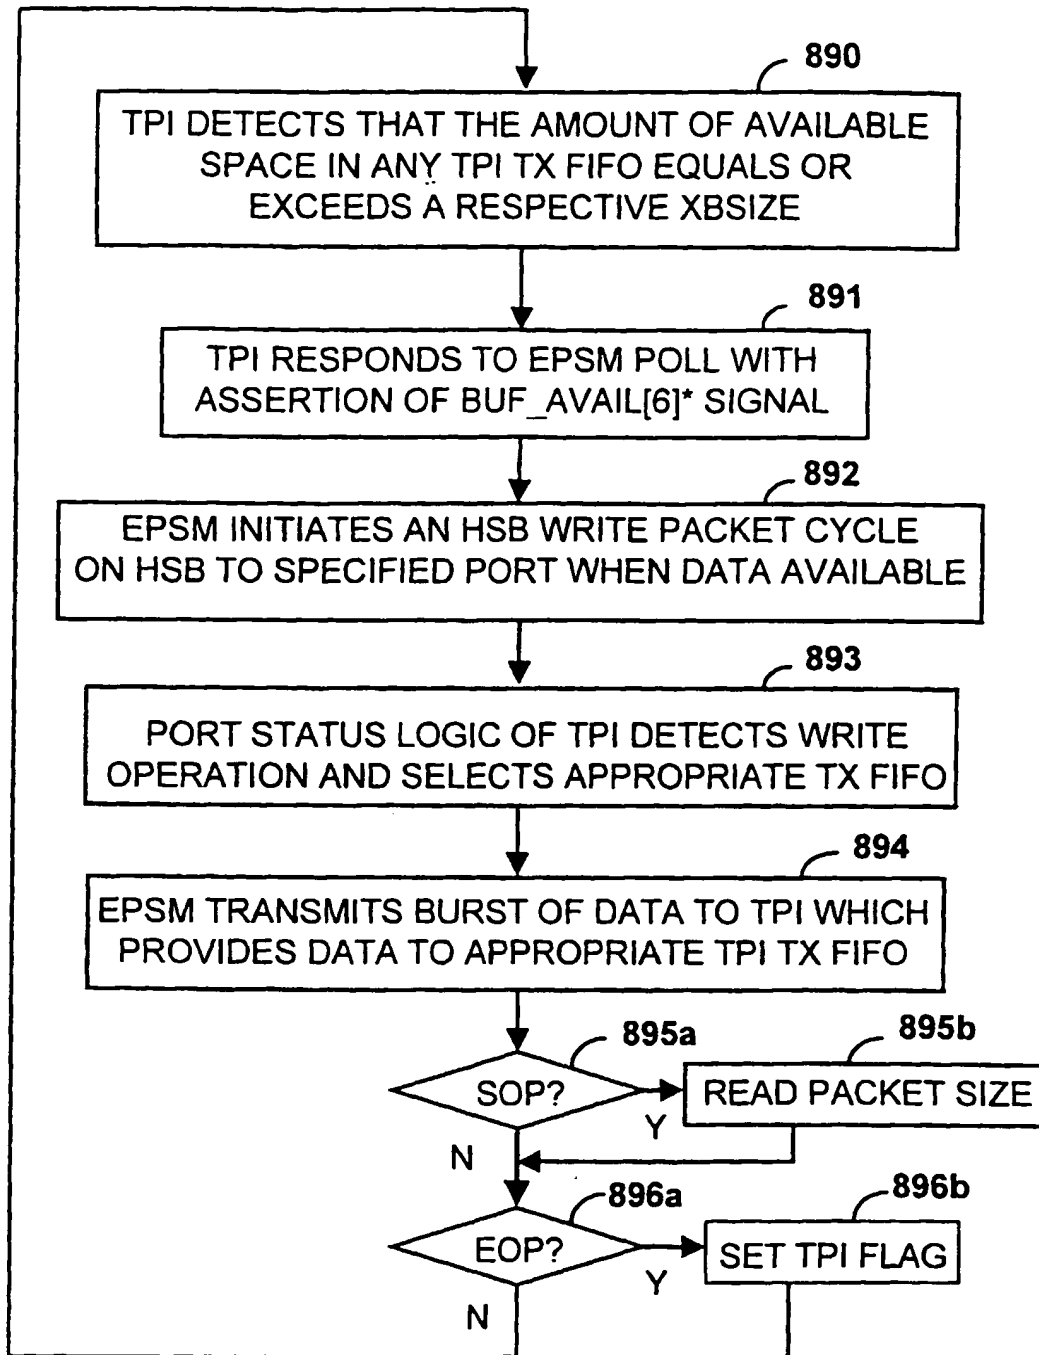 890
TPI DETECTS THAT THE AMOUNT OF AVAILABLE
SPACE IN ANY TPI TX FIFO EQUALS OR
EXCEEDS A RESPECTIVE XBSIZE
891
TPI RESPONDS TO EPSM POLL WITH
ASSERTION OF BUF_AVAIL[6]* SIGNAL
892
EPSM INITIATES AN HSB WRITE PACKET CYCLE
ON HSB TO SPECIFIED PORT WHEN DATA AVAILABLE
893
PORT STATUS LOGIC OF TPI DETECTS WRITE
OPERATION AND SELECTS APPROPRIATE TX FIFO
894
EPSM TRANSMITS BURST OF DATA TO TPI WHICH
PROVIDES DATA TO APPROPRIATE TPI TX FIFO
895a
895b
SOP?
READ PACKET SIZE
Y
N
896a
896b
EOP?
SET TPI FLAG
Y
N